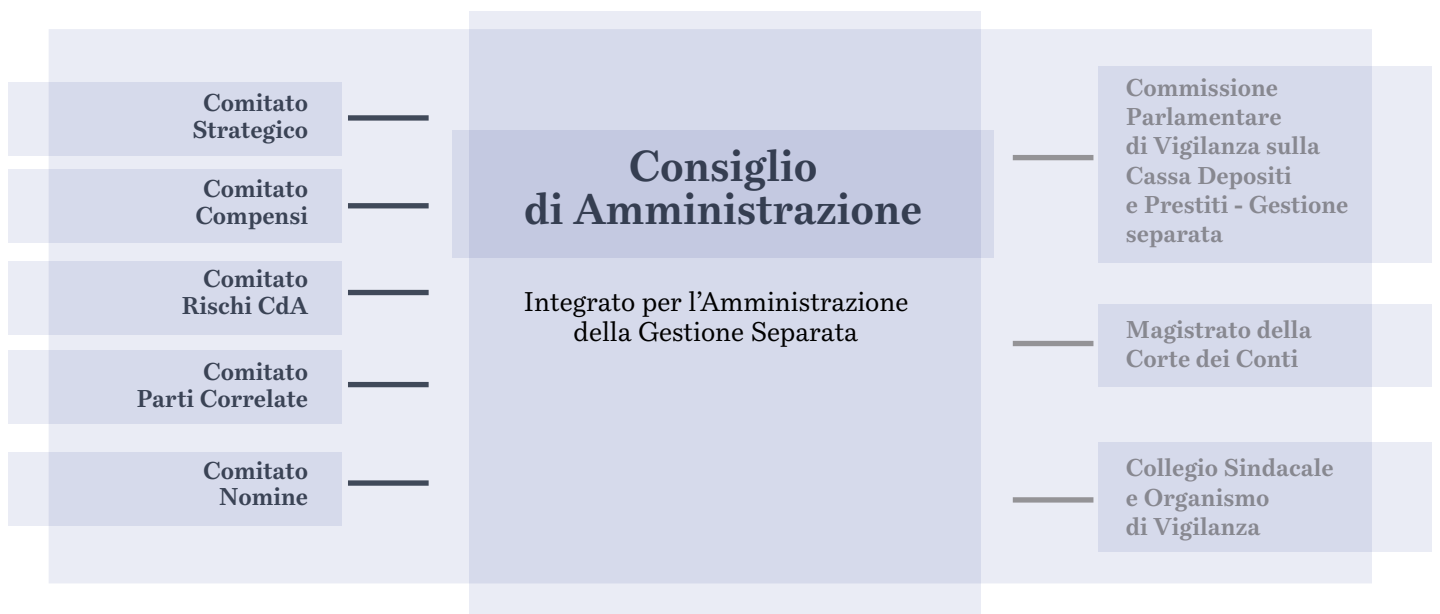 Comitato
Strategico
Comitato
Compensi
Comitato
Rischi CdA
Comitato
Parti Correlate
Comitato
Nomine
Consiglio
di Amministrazione
Integrato per l’Amministrazione
della Gestione Separata
Commissione
Parlamentare
di Vigilanza sulla
Cassa Depositi
e Prestiti - Gestione
separata
Magistrato della
Corte dei Conti
Collegio Sindacale
e Organismo
di Vigilanza